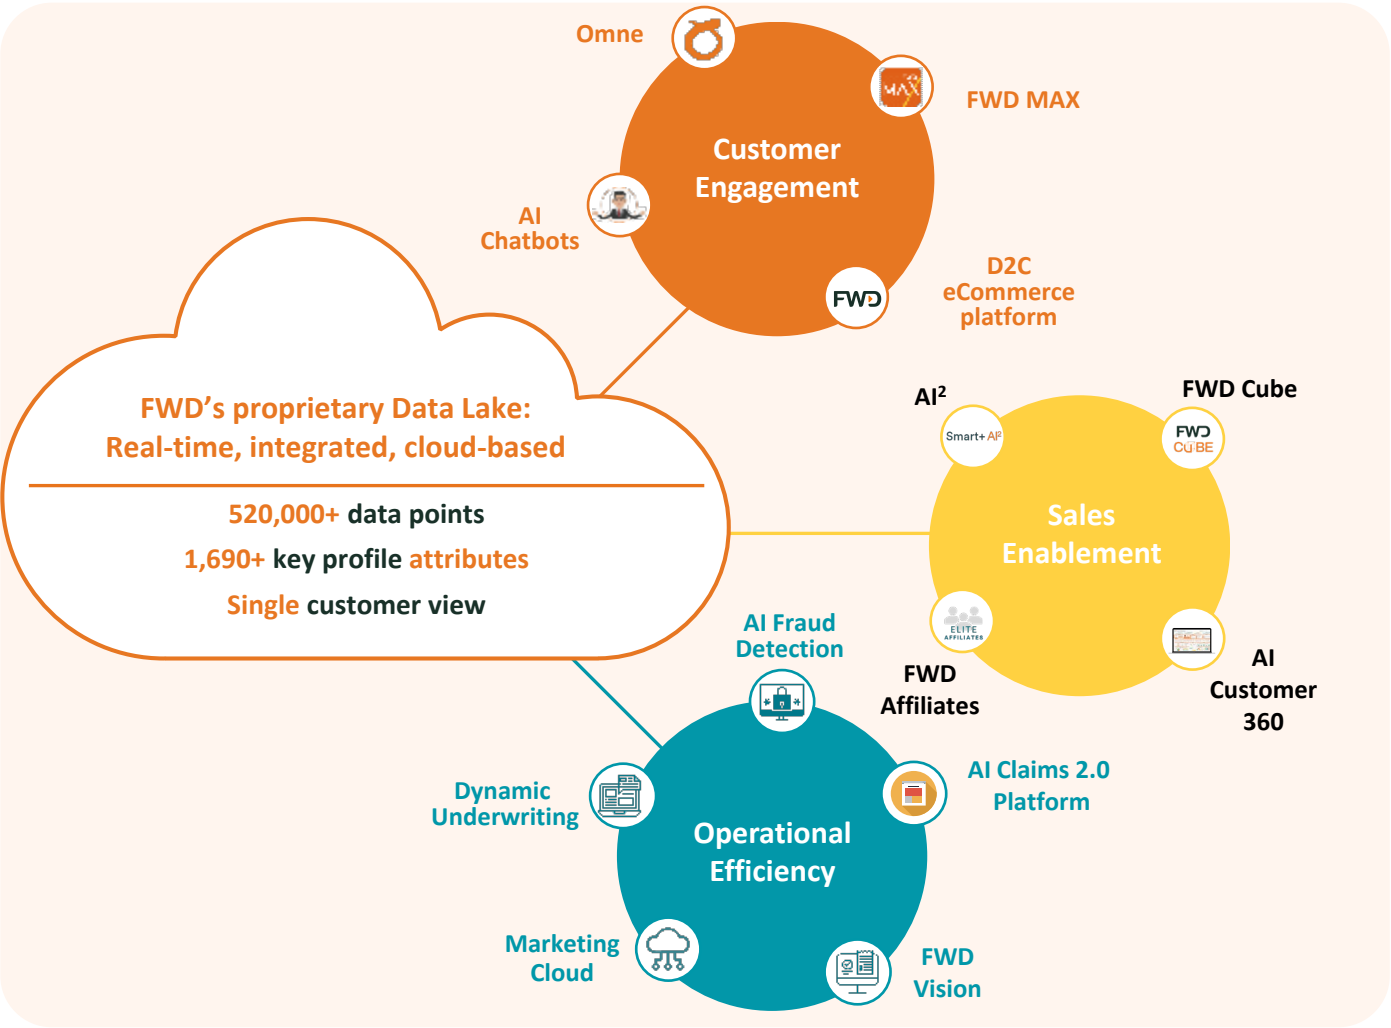 Omne
MAX
FWD MAX
Customer
Engagement
AI
Chatbots
FWD
D2C
eCommerce
platform
FWD’s proprietary Data Lake:
Real-time, integrated, cloud-based
520,000+ data points
1,690+ key profile attributes
Single customer view
AI²
Smart+ AI²
FWD Cube
FWD
CUBE
Sales
Enablement
ELITE
AFFILIATES
FWD
Affiliates
AI
Customer
360
AI Fraud
Detection
Dynamic
Underwriting
AI Claims 2.0
Platform
Operational
Efficiency
Marketing
Cloud
FWD
Vision